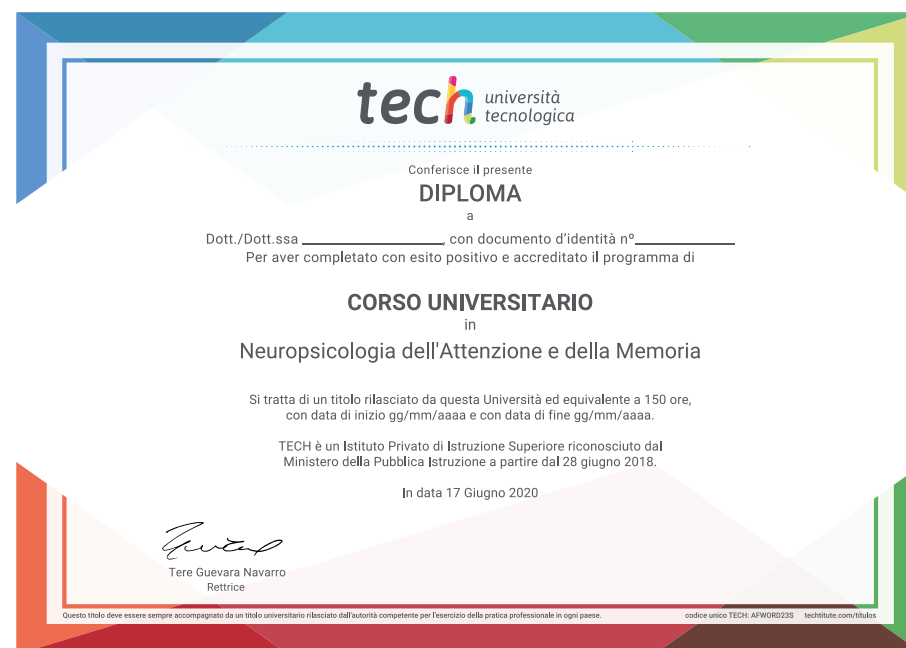 tech università
tecnologica
Conferisce il presente
DIPLOMA
a
Dott./Dott.ssa ____________________, con documento d'identità nº______________
Per aver completato con esito positivo e accreditato il programma di
CORSO UNIVERSITARIO
in
Neuropsicologia dell'Attenzione e della Memoria
Si tratta di un titolo rilasciato da questa Università ed equivalente a 150 ore,
con data di inizio gg/mm/aaaa e con data di fine gg/mm/aaaa.
TECH è un Istituto Privato di Istruzione Superiore riconosciuto dal
Ministero della Pubblica Istruzione a partire dal 28 giugno 2018.
In data 17 Giugno 2020
Tere Guevara Navarro
Rettrice
Questo titolo deve essere sempre accompagnato da un titolo universitario rilasciato dall'autorità competente per l'esercizio della pratica professionale in ogni paese. codice unico TECH: AFWORD23S techtitute.com/titulos